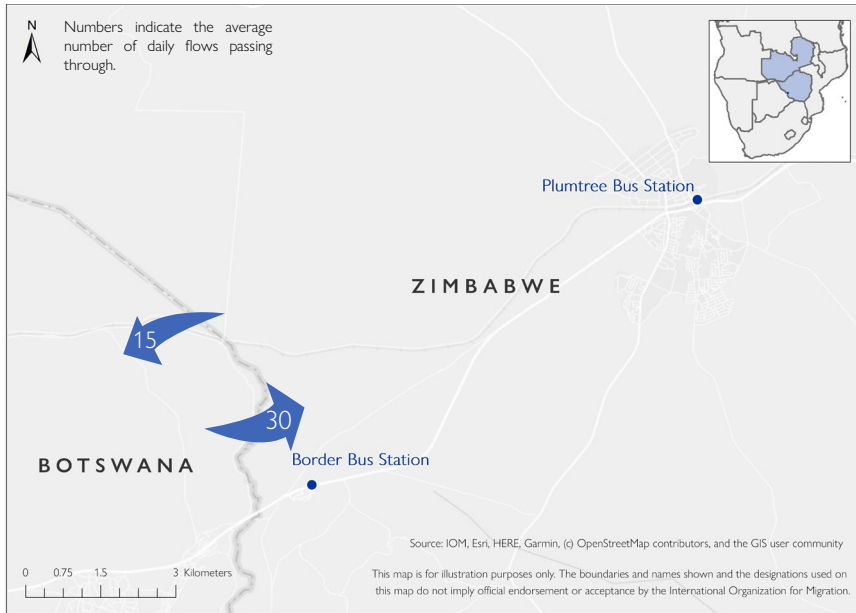 N
Numbers indicate the average
number of daily flows passing
through.
Plumtree Bus Station
ZIMBABWE
15
30
BOTSWANA
Border Bus Station
Source: IOM, Esri, HERE, Garmin, (c) OpenStreetMap contributors, and the GIS user community
0 0.75 1.5 3 Kilometers
This map is for illustration purposes only. The boundaries and names shown and the designations used on
this map do not imply official endorsement or acceptance by the International Organization for Migration.